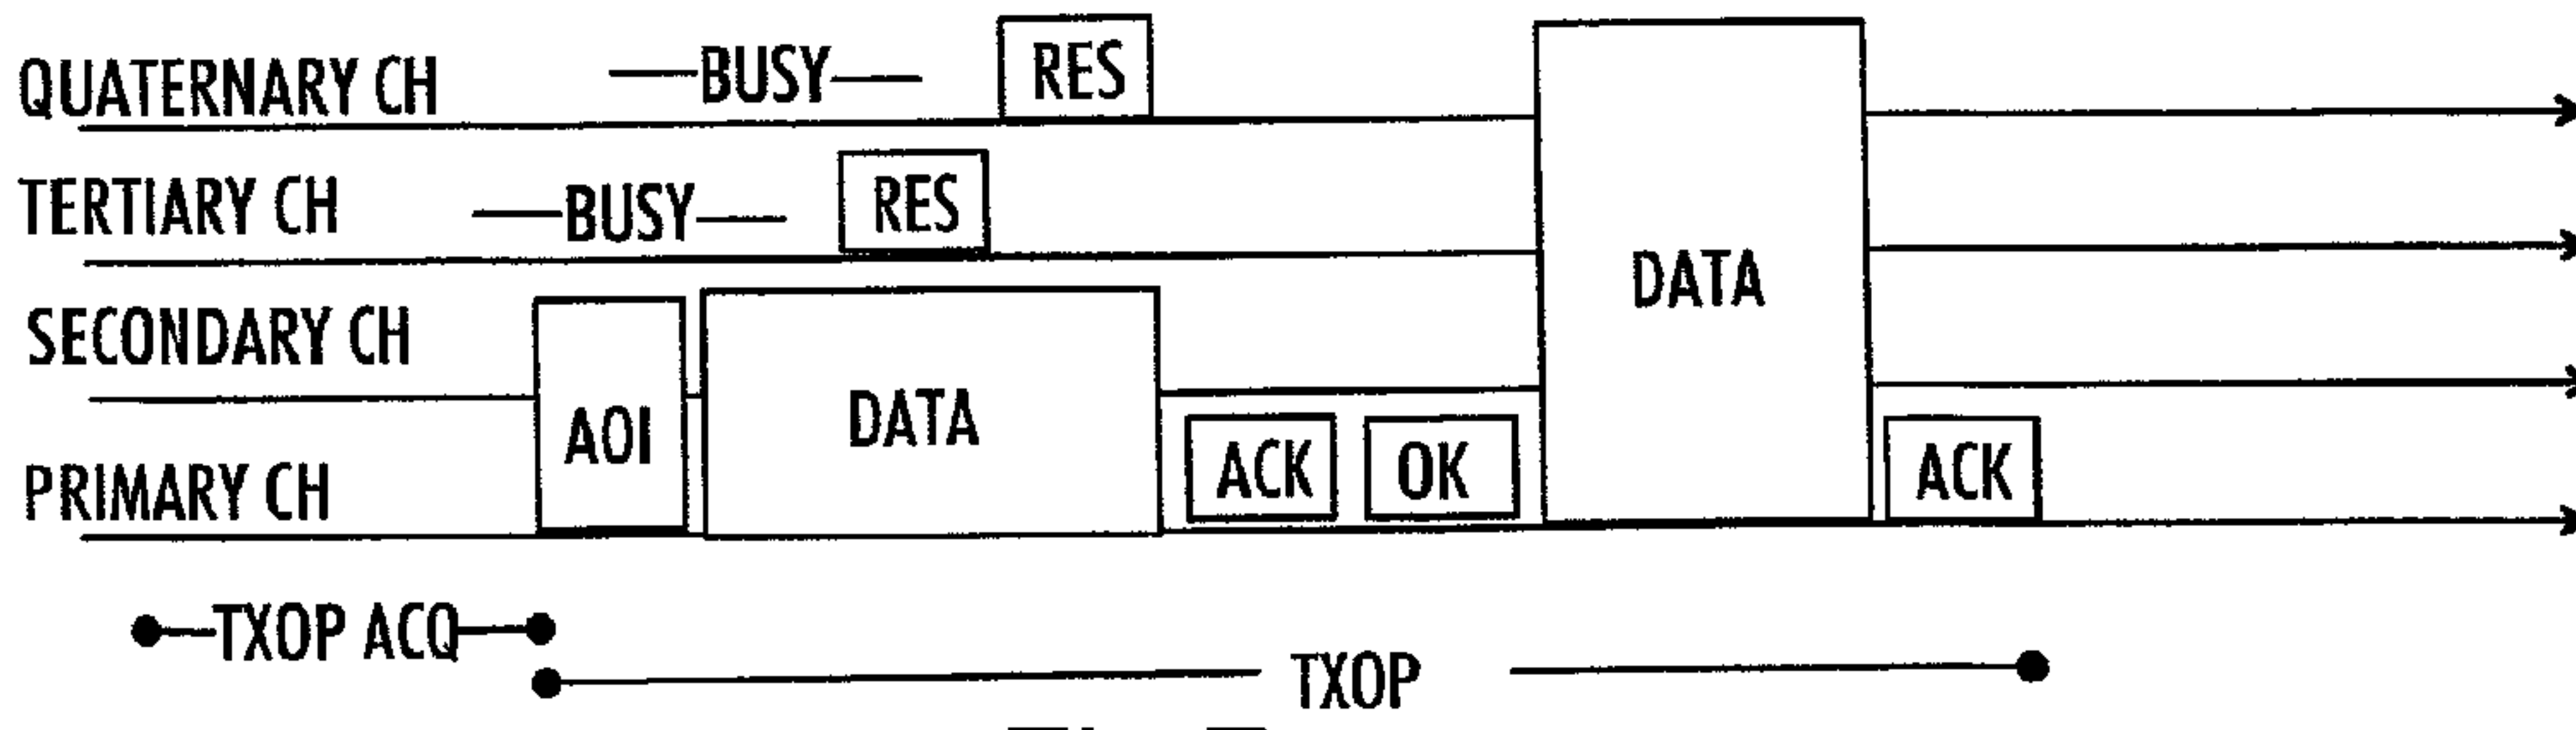 QUATERNARY CH
BUSY
RES
TERTIARY CH
BUSY
RES
DATA
SECONDARY CH
AOI
DATA
PRIMARY CH
ACK
OK
ACK
TXOP ACQ
TXOP